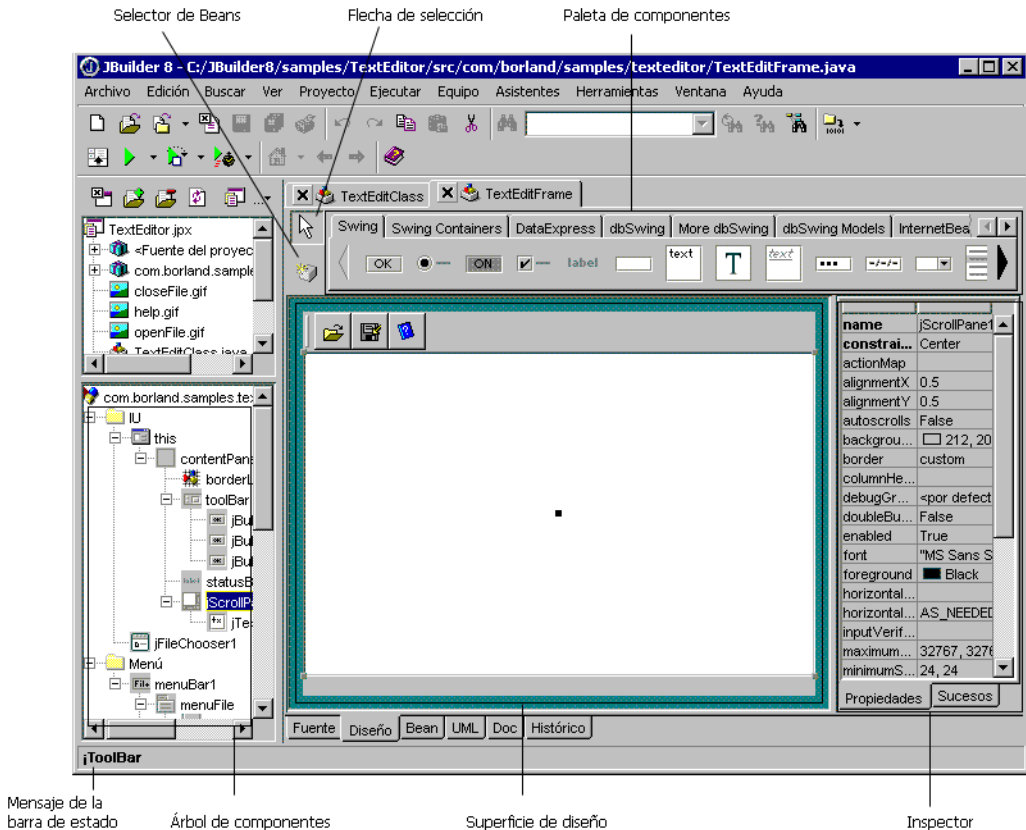 Selector de Beans
Flecha de selección
Paleta de componentes
JBuilder 8 - C:/JBuilder8/samples/TextEditor/src/com/borland/samples/texteditor/TextEditFrame.java
Archivo Edición Buscar Ver Proyecto Ejecutar Equipo Asistentes Herramientas Ventana Ayuda
TextEditClass
TextEditFrame
Swing Swing Containers DataExpress dbSwing More dbSwing dbSwing Models InternetBea
OK ON label text T text -/-/-
TextEditor.jpx
<Fuente del proyec
com.borland.sample
closeFile.gif
help.gif
openFile.gif
TextEditClass.java
com.borland.samples.te
IU
this
contentPan
borderL
toolBar
jBu
jBu
jBu
statusB
jScrollP
jTe
jFileChooser1
Menú
menuBar1
menuFile
name jScrollPane1
constrai... Center
actionMap
alignmentX 0.5
alignmentY 0.5
autoscrolls False
backgrou... 212, 20
border custom
columnHe...
debugGr... <por defect
doubleBu... False
enabled True
font "MS Sans S
foreground Black
horizontal...
horizontal... AS_NEEDED
inputVerif...
maximum... 32767, 3276
minimumS... 24, 24
Propiedades Sucesos
Fuente Diseño Bean UML Doc Histórico
jToolBar
Mensaje de la
barra de estado
Árbol de componentes
Superficie de diseño
Inspector